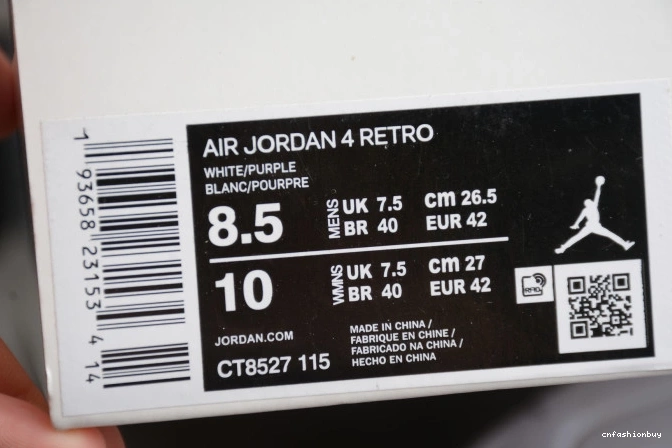 AIR JORDAN 4 RETRO
WHITE/PURPLE
BLANC/POURPRE
8.5
MENS
UK 7.5 cm 26.5
BR 40 EUR 42
10
WMNS
UK 7.5 cm 27
BR 40 EUR 42
JORDAN.COM
CT8527 115
MADE IN CHINA /
FABRIQUE EN CHINE /
FABRICADO NA CHINA /
HECHO EN CHINA
1 93658 23153 4 14
cnfashionbuy